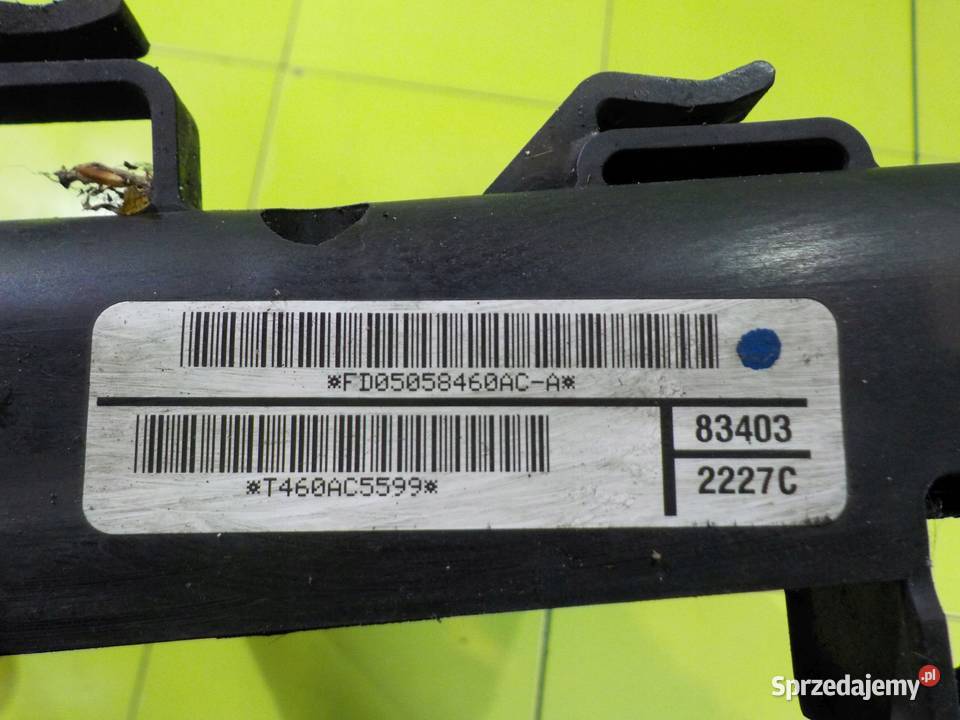 *FD05058460AC-A*
*T460AC5599*
83403
2227C
Sprzedajemy.pl